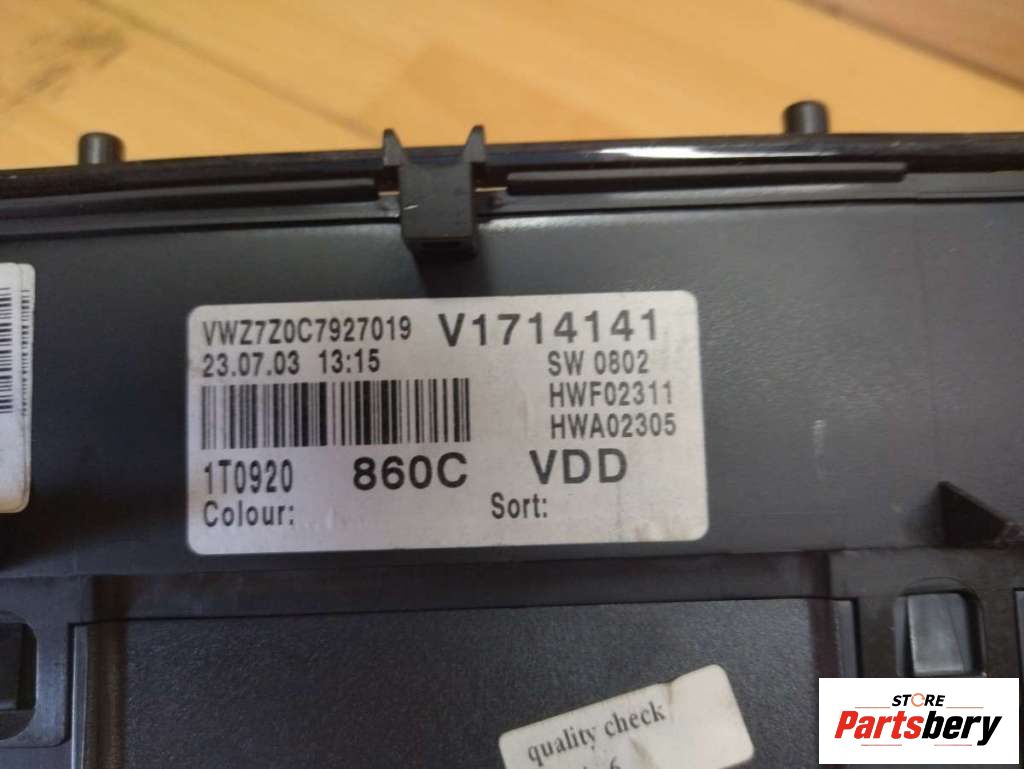 VWZ7Z0C7927019 V1714141
23.07.03 13:15 SW 0802
HWF02311
HWA02305
1T0920 860C VDD
Colour: Sort:
quality check
STORE
Partsbery